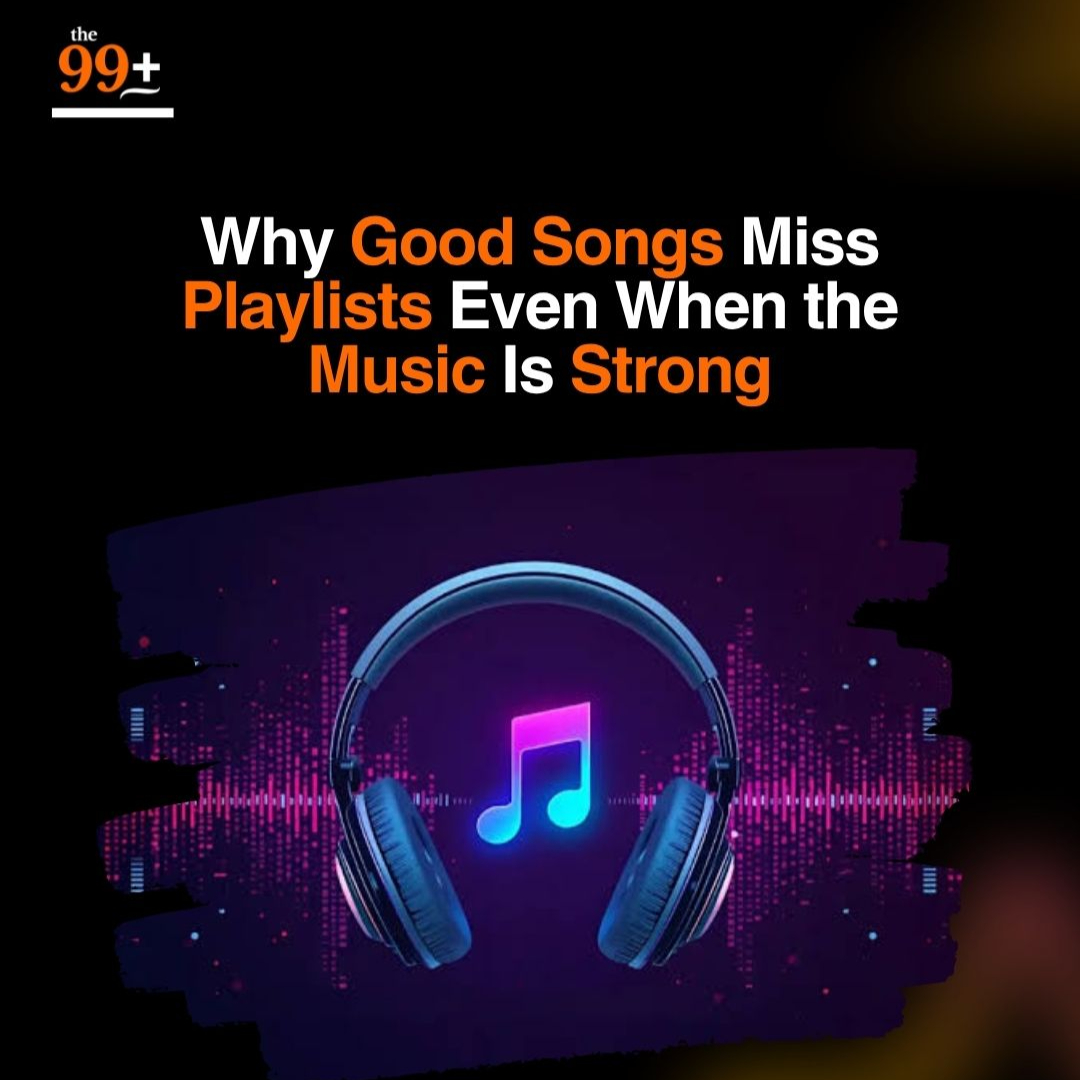 the
99+
Why Good Songs Miss
Playlists Even When the
Music Is Strong